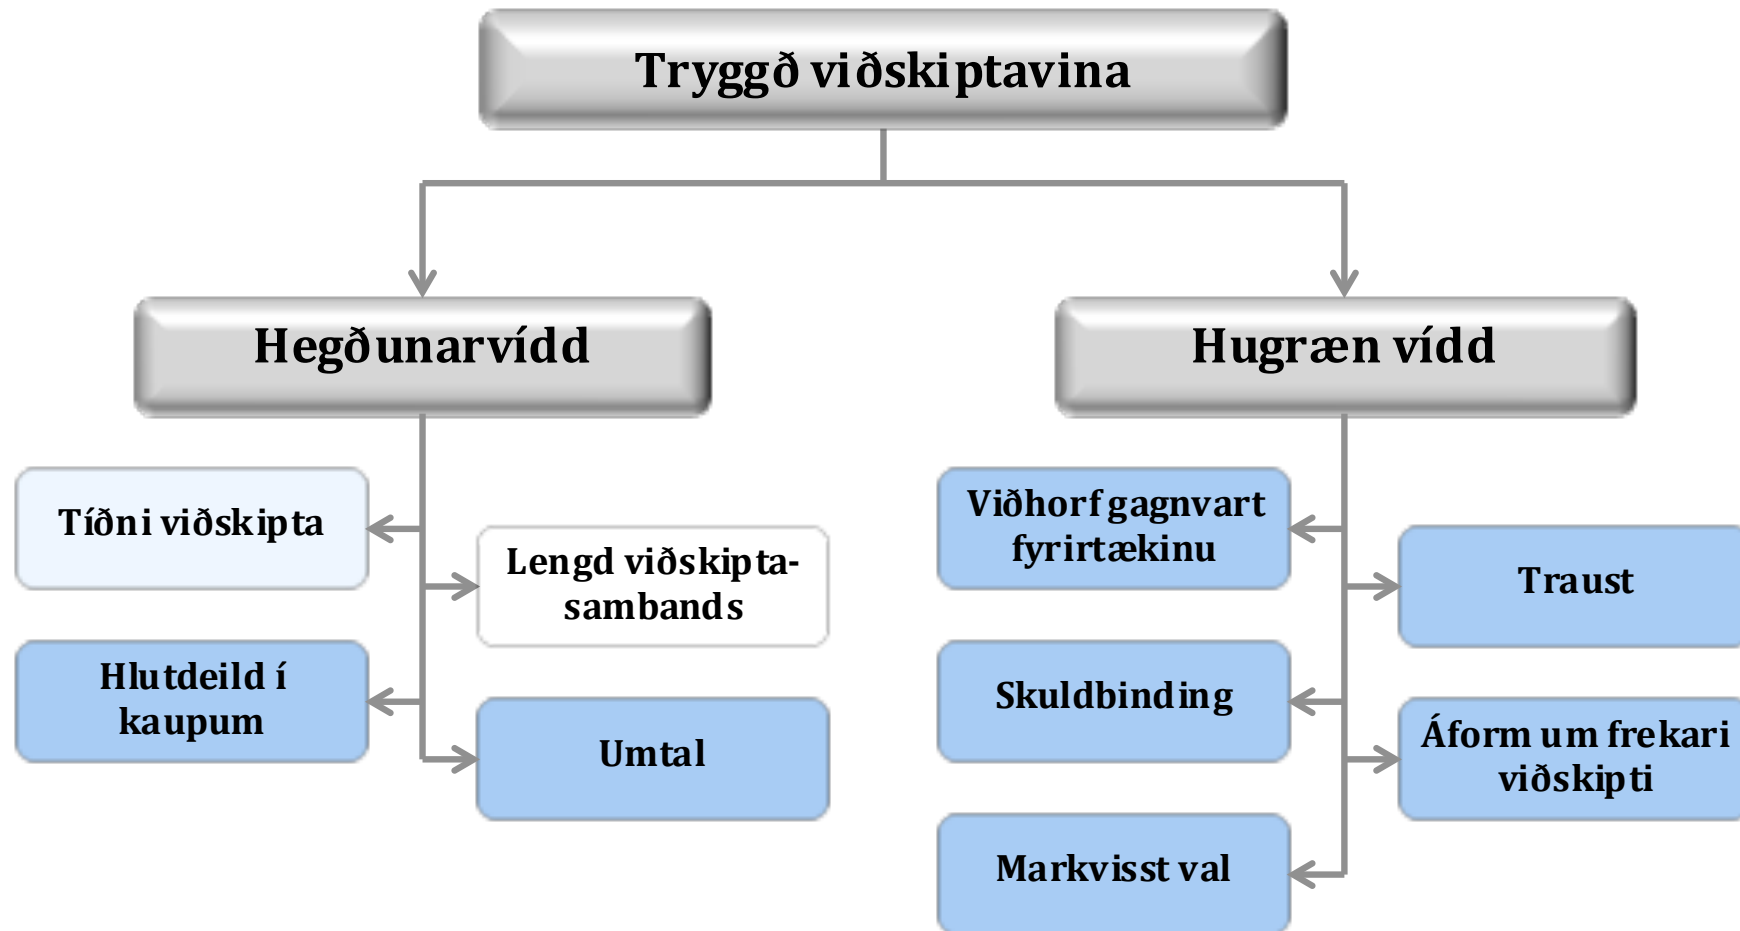 Tryggð viðskiptavina
Hegðunarvídd
Hugræn vídd
Tíðni viðskipta
Lengd viðskipta-
sambands
Hlutdeild í
kaupum
Umtal
Viðhorf gagnvart
fyrirtækinu
Traust
Skuldbinding
Áform um frekari
viðskipti
Markvisst val